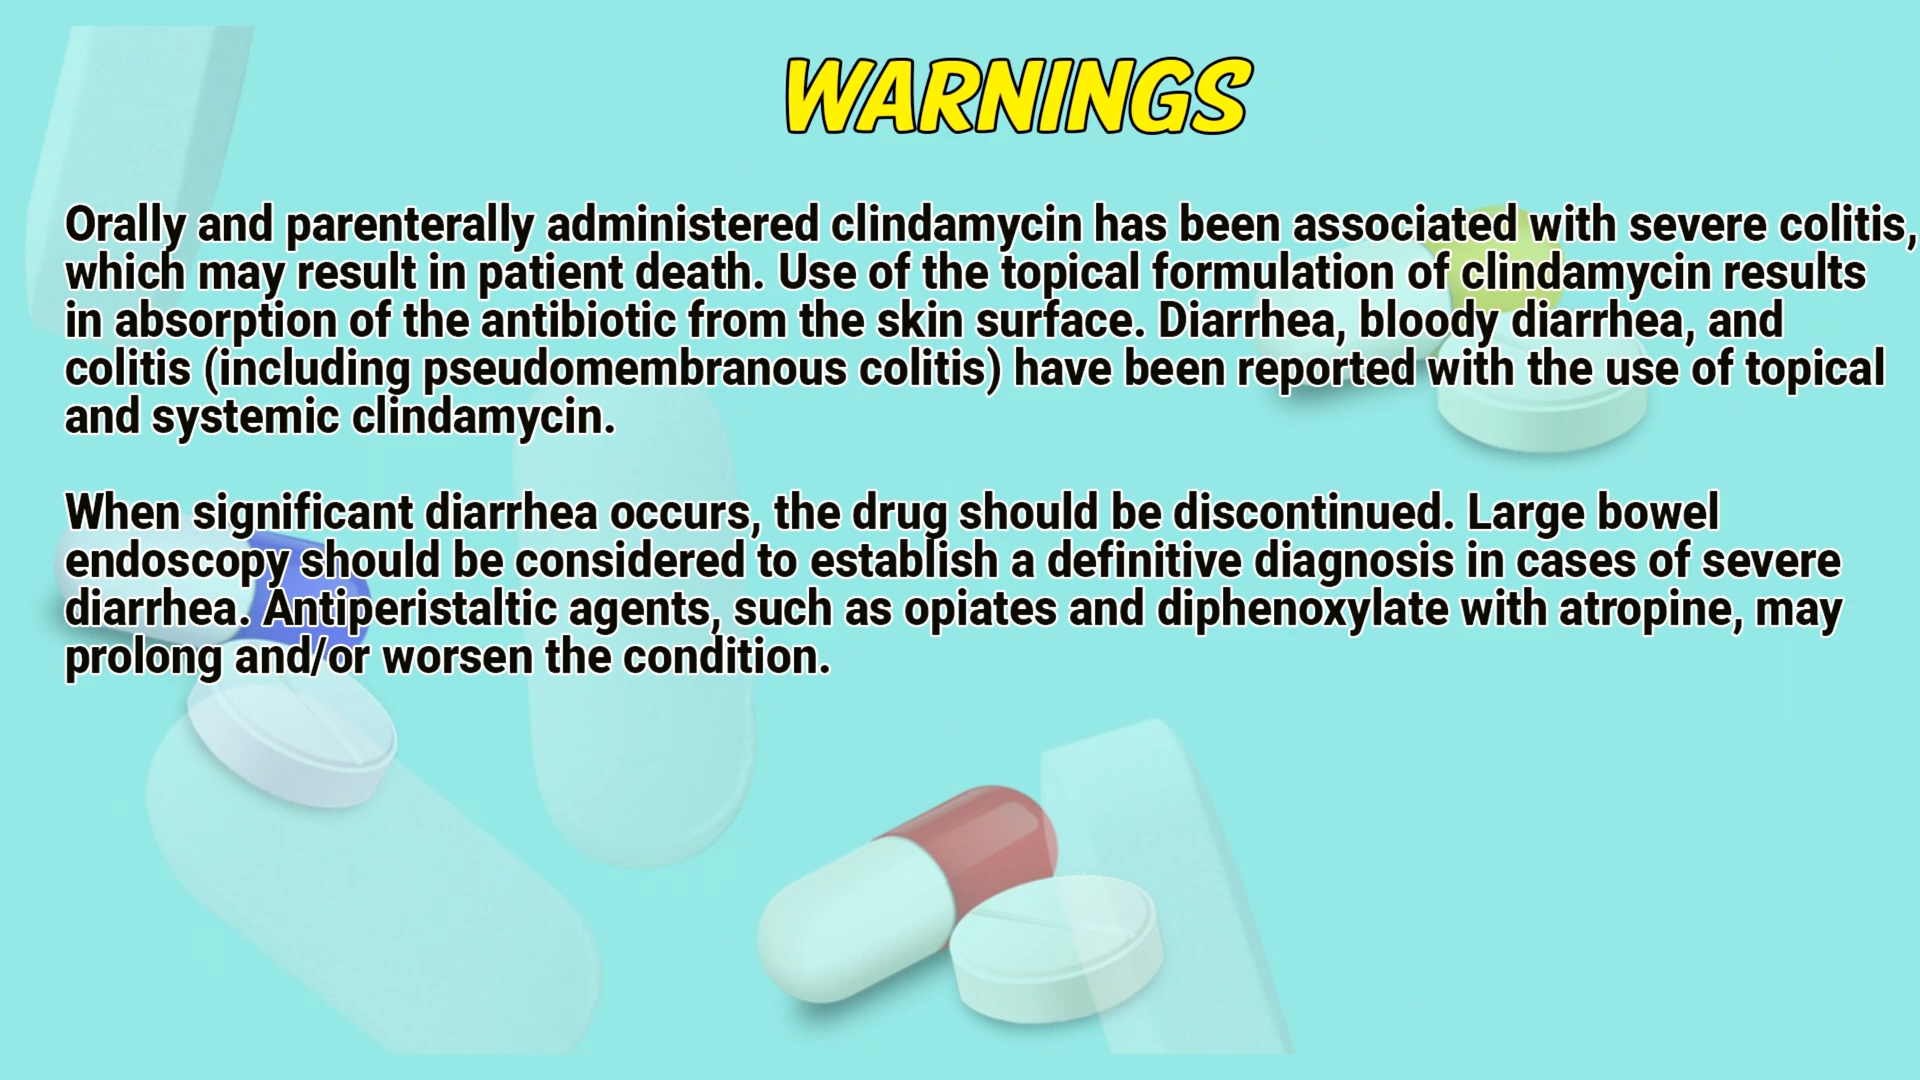 WARNINGS
Orally and parenterally administered clindamycin has been associated with severe colitis,
which may result in patient death. Use of the topical formulation of clindamycin results
in absorption of the antibiotic from the skin surface. Diarrhea, bloody diarrhea, and
colitis (including pseudomembranous colitis) have been reported with the use of topical
and systemic clindamycin.
When significant diarrhea occurs, the drug should be discontinued. Large bowel
endoscopy should be considered to establish a definitive diagnosis in cases of severe
diarrhea. Antiperistaltic agents, such as opiates and diphenoxylate with atropine, may
prolong and/or worsen the condition.